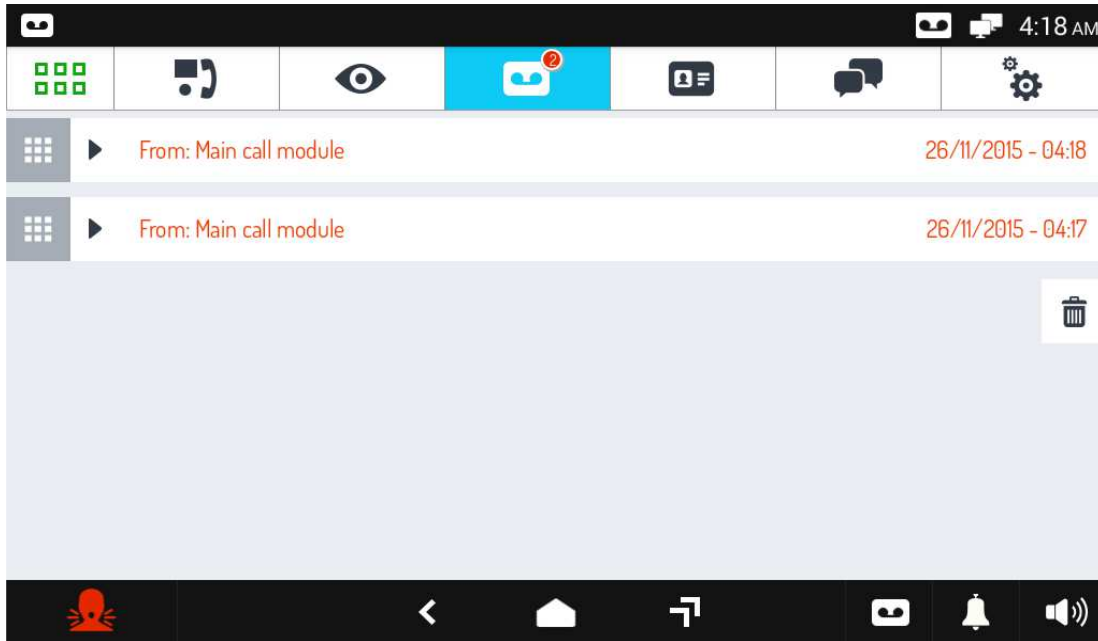 4:18 AM
2
From: Main call module 26/11/2015 - 04:18
From: Main call module 26/11/2015 - 04:17